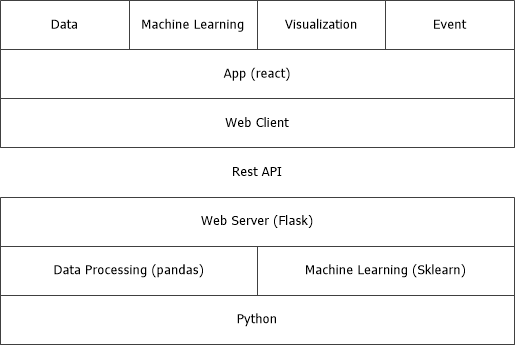 Data
Machine Learning
Visualization
Event
App (react)
Web Client
Rest API
Web Server (Flask)
Data Processing (pandas)
Machine Learning (Sklearn)
Python